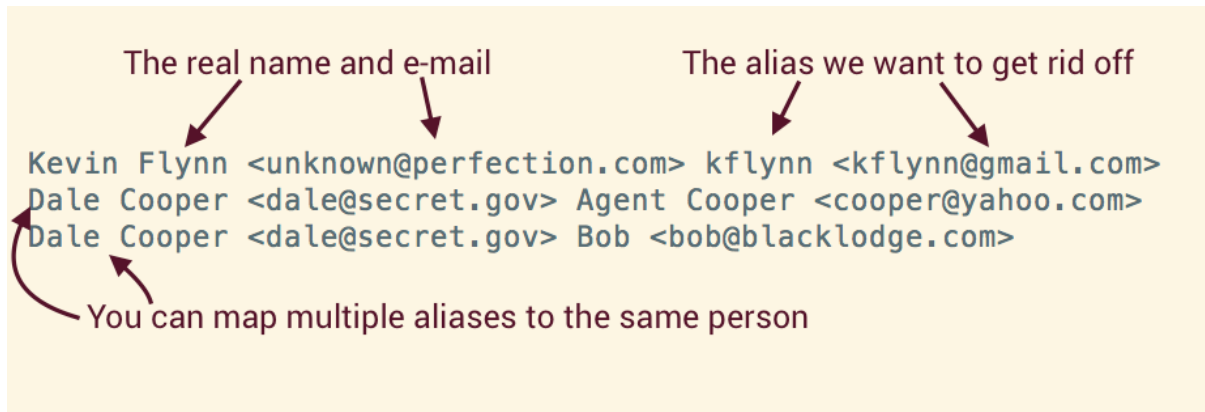 The real name and e-mail
The alias we want to get rid off
Kevin Flynn <unknown@perfection.com> kflynn <kflynn@gmail.com>
Dale Cooper <dale@secret.gov> Agent Cooper <cooper@yahoo.com>
Dale Cooper <dale@secret.gov> Bob <bob@blacklodge.com>
You can map multiple aliases to the same person